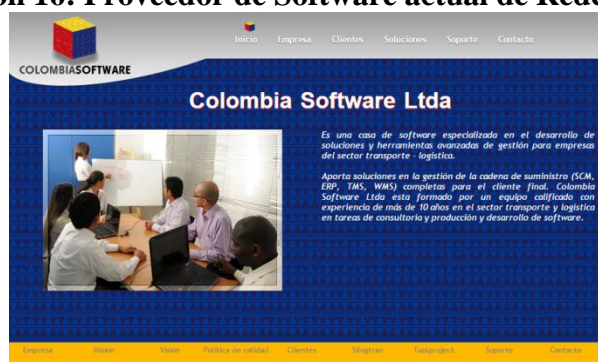 Proveedor de Software actual de
Inicio Empresa Clientes Soluciones Soporte Contacto
COLOMBIASOFTWARE
Colombia Software Ltda
Es una casa de software especializada en el desarrollo de
soluciones y herramientas avanzadas de gestión para empresas
del sector transporte - logística.
Aporta soluciones en la gestión de la cadena de suministro (SCM,
ERP, TMS, WMS) completas para el cliente final. Colombia
Software Ltda esta formado por un equipo calificado con
experiencia de más de 10 años en el sector transporte y logística
en tareas de consultoría y producción y desarrollo de software.
Empresa Misión Visión Política de calidad Clientes Silogtran Toolproject Soporte Contacto